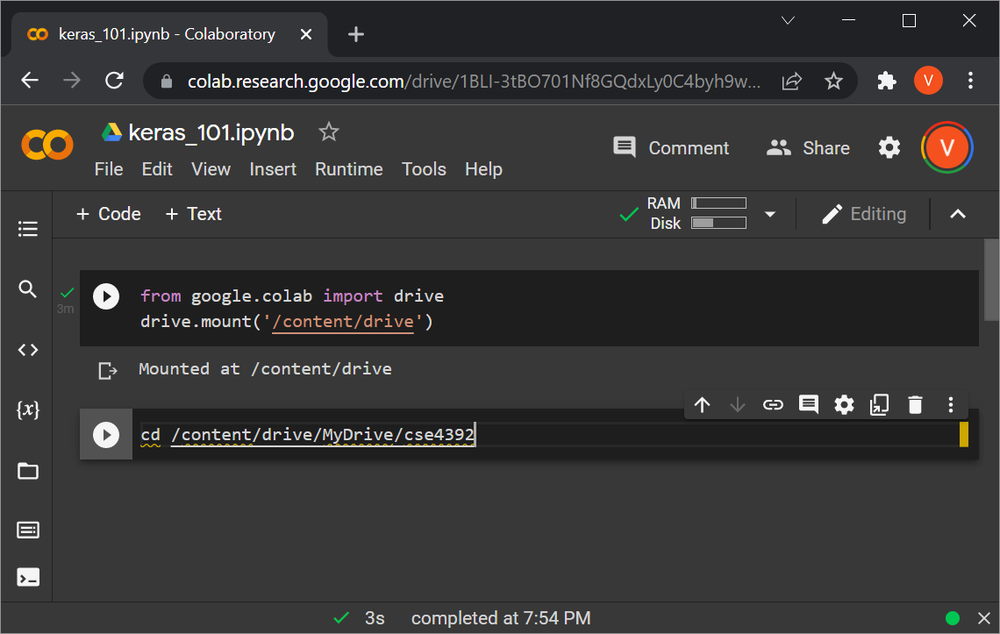 keras_101.ipynb - Colaboratory
colab.research.google.com/drive/1BLI-3tBO701Nf8GQdxLy0C4byh9w...
V
keras_101.ipynb
Comment
Share
V
File Edit View Insert Runtime Tools Help
+ Code + Text
RAM
Disk
Editing
3m
from google.colab import drive
drive.mount('/content/drive')
Mounted at /content/drive
cd /content/drive/MyDrive/cse4392
{x}
3s completed at 7:54 PM